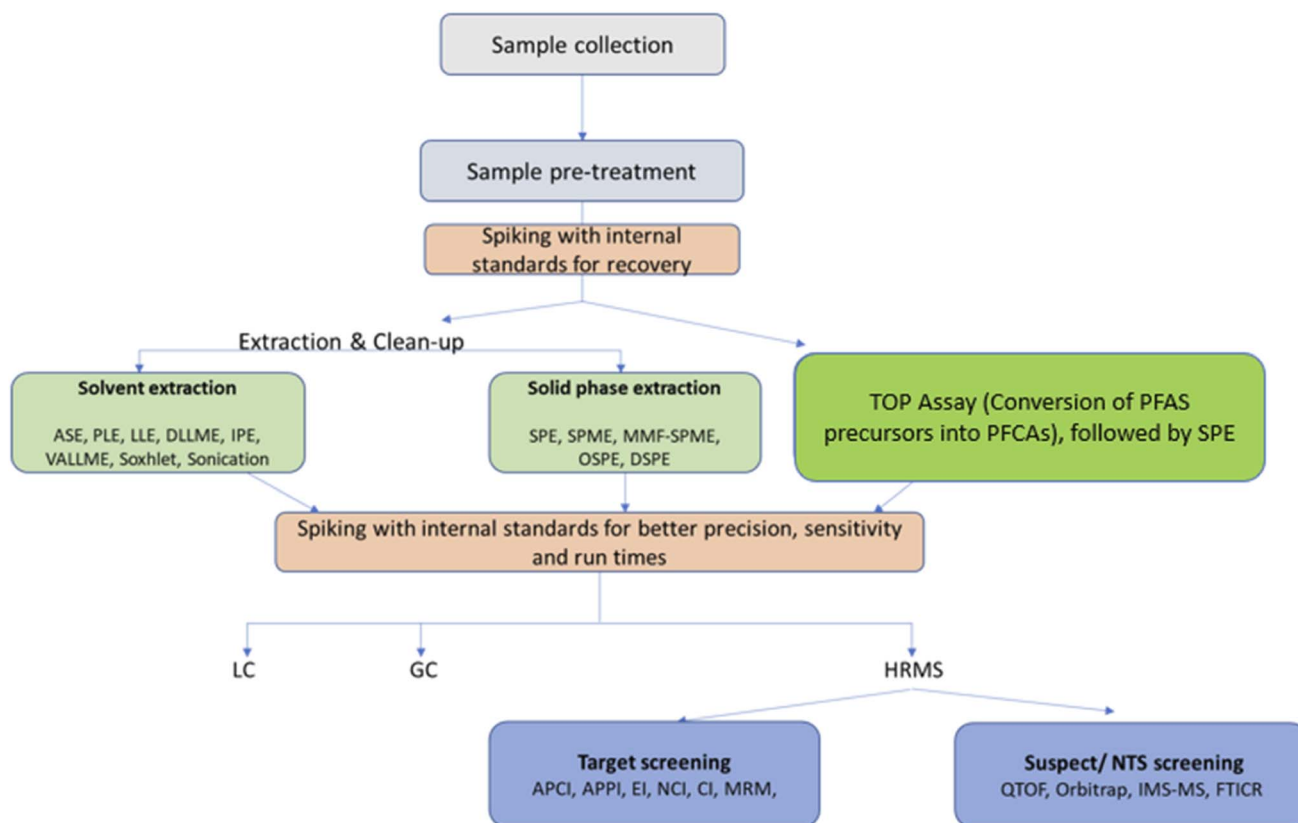 Sample collection
Sample pre-treatment
Spiking with internal
standards for recovery
Extraction & Clean-up
Solvent extraction
ASE, PLE, LLE, DLLME, IPE,
VALLME, Soxhlet, Sonication
Solid phase extraction
SPE, SPME, MMF-SPME,
OSPE, DSPE
TOP Assay (Conversion of PFAS
precursors into PFCAs), followed by SPE
Spiking with internal standards for better precision, sensitivity
and run times
LC
GC
HRMS
Target screening
APCI, APPI, EI, NCI, CI, MRM,
Suspect/ NTS screening
QTOF, Orbitrap, IMS-MS, FTICR